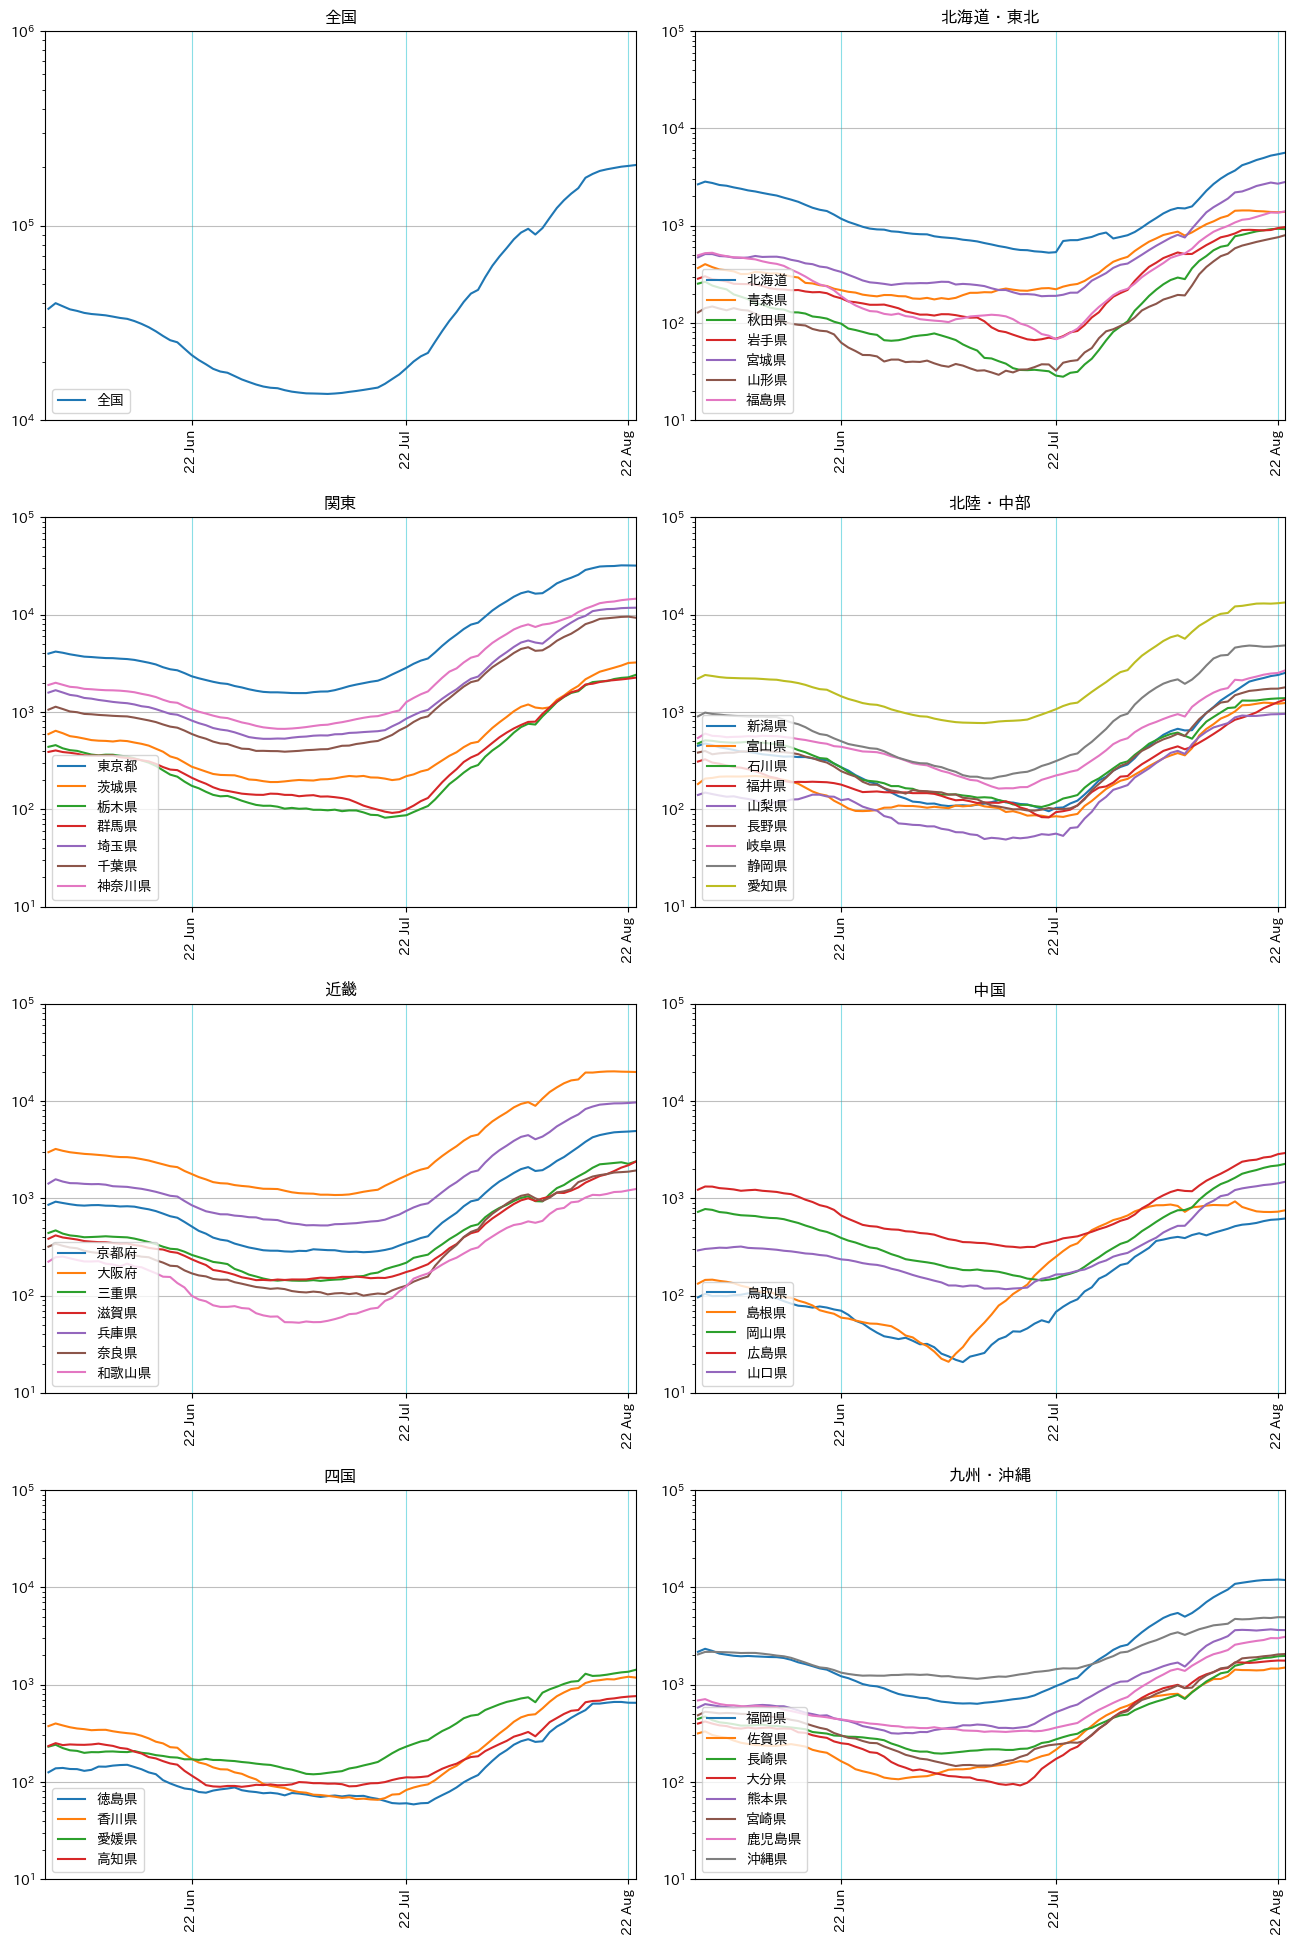 全国
10^6
10^5
10^4
22 Jun
22 Jul
22 Aug
全国
北海道・東北
10^5
10^4
10^3
10^2
10^1
22 Jun
22 Jul
22 Aug
北海道
青森県
秋田県
岩手県
宮城県
山形県
福島県
関東
10^5
10^4
10^3
10^2
10^1
22 Jun
22 Jul
22 Aug
東京都
茨城県
栃木県
群馬県
埼玉県
千葉県
神奈川県
北陸・中部
10^5
10^4
10^3
10^2
10^1
22 Jun
22 Jul
22 Aug
新潟県
富山県
石川県
福井県
山梨県
長野県
岐阜県
静岡県
愛知県
近畿
10^5
10^4
10^3
10^2
10^1
22 Jun
22 Jul
22 Aug
京都府
大阪府
三重県
滋賀県
兵庫県
奈良県
和歌山県
中国
10^5
10^4
10^3
10^2
10^1
22 Jun
22 Jul
22 Aug
鳥取県
島根県
岡山県
広島県
山口県
四国
10^5
10^4
10^3
10^2
10^1
22 Jun
22 Jul
22 Aug
徳島県
香川県
愛媛県
高知県
九州・沖縄
10^5
10^4
10^3
10^2
10^1
22 Jun
22 Jul
22 Aug
福岡県
佐賀県
長崎県
大分県
熊本県
宮崎県
鹿児島県
沖縄県